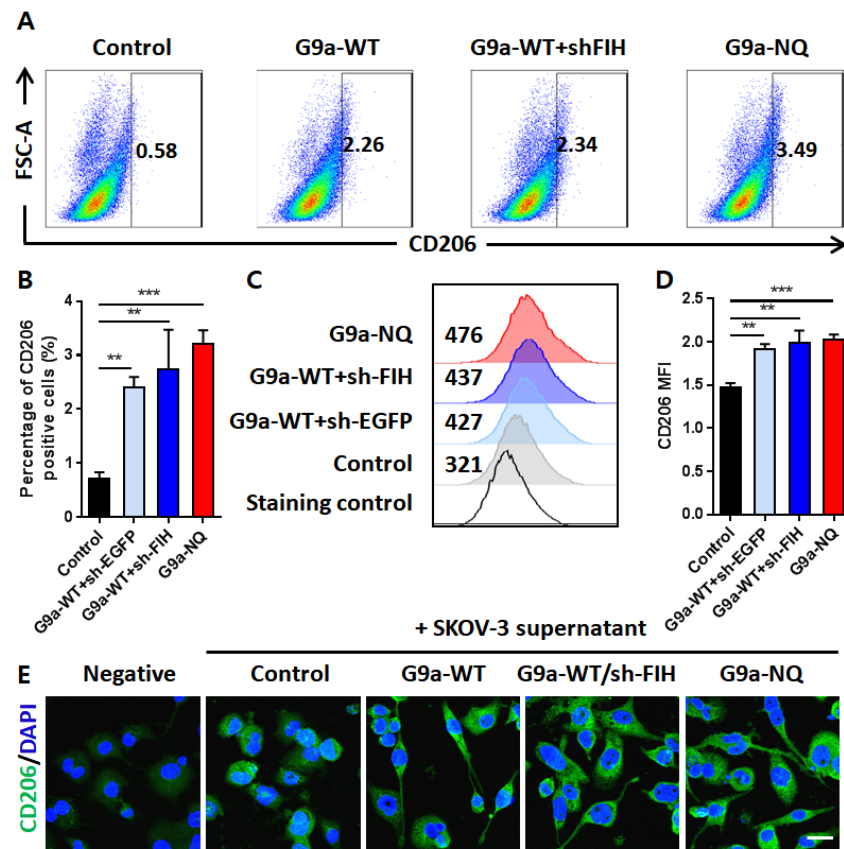 A
Control
G9a-WT
G9a-WT+shFIH
G9a-NQ
FSC-A
0.58
2.26
2.34
3.49
CD206
B
Percentage of CD206
positive cells (%)
4
3
2
1
0
***
**
**
Control
G9a-WT+sh-EGFP
G9a-WT+sh-FIH
G9a-NQ
C
G9a-NQ 476
G9a-WT+sh-FIH 437
G9a-WT+sh-EGFP 427
Control 321
Staining control
D
CD206 MFI
2.5
2.0
1.5
1.0
0.5
0.0
***
**
**
Control
G9a-WT+sh-EGFP
G9a-WT+sh-FIH
G9a-NQ
+ SKOV-3 supernatant
E
Negative
Control
G9a-WT
G9a-WT/sh-FIH
G9a-NQ
CD206/DAPI